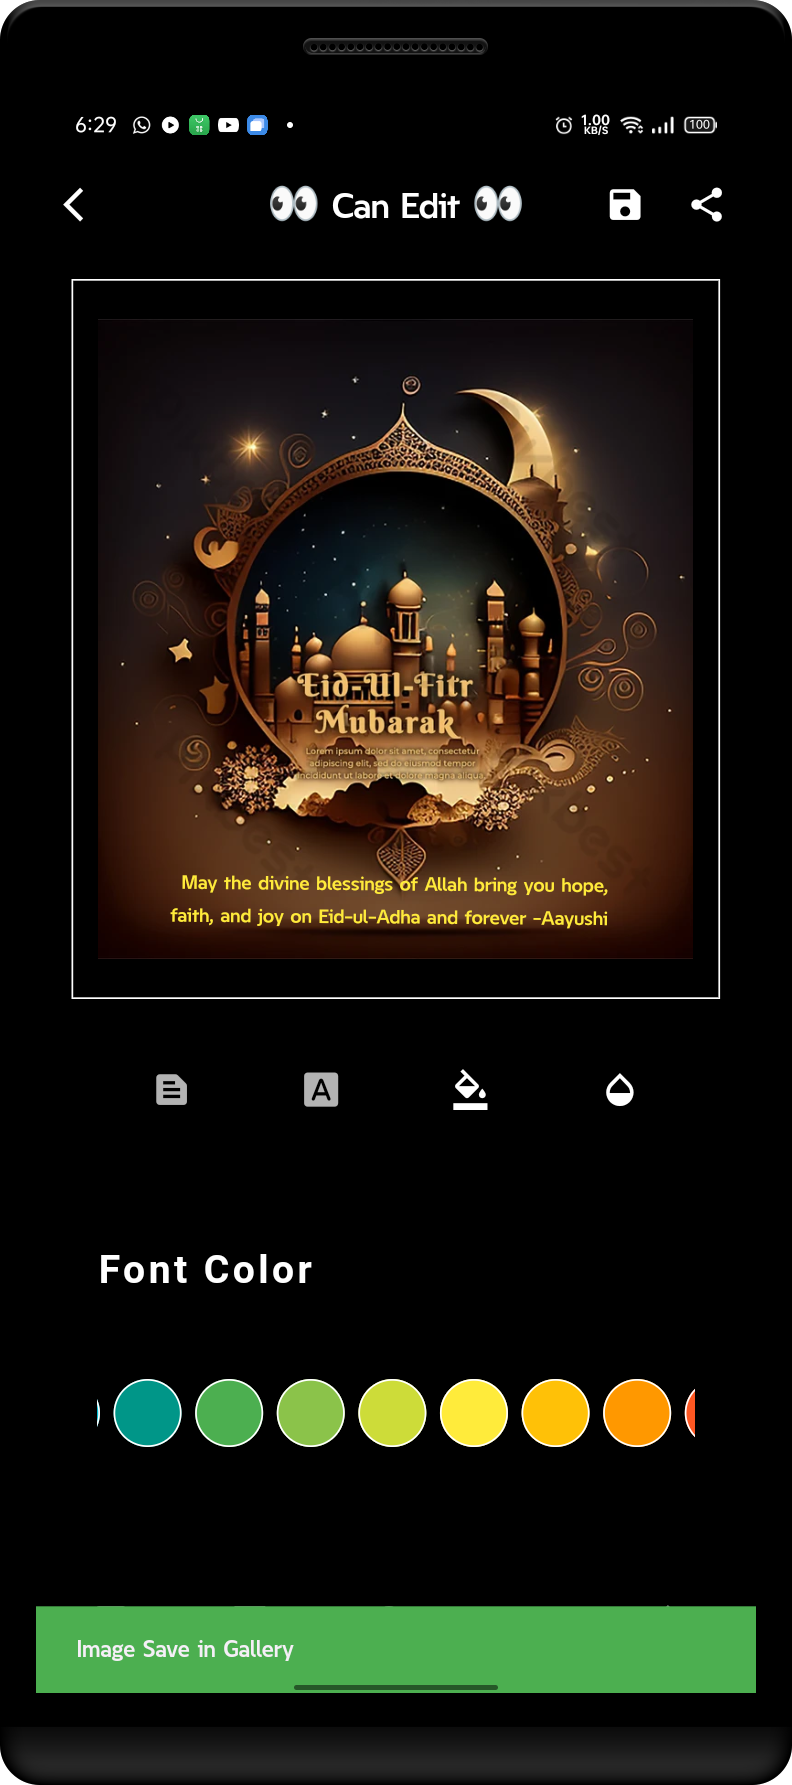 6:29
1.00
KB/S
100
👀 Can Edit 👀
Eid-Ul-Fitr
Mubarak
Lorem ipsum dolor sit amet, consectetur
adipiscing elit, sed do eiusmod tempor
incididunt ut labore et dolore magna aliqua.
May the divine blessings of Allah bring you hope,
faith, and joy on Eid-ul-Adha and forever -Aayushi
A
Font Color
Image Save in Gallery